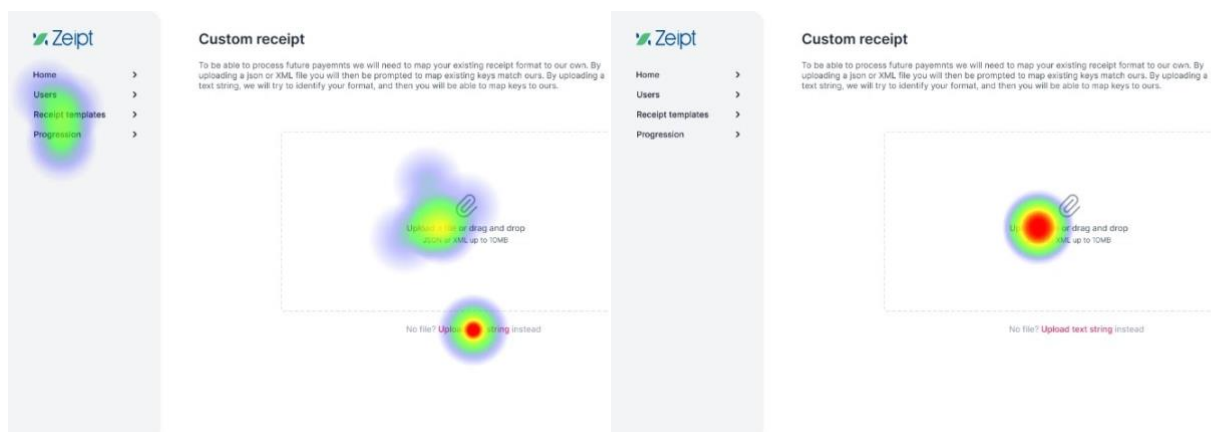 Zeipt
Home
Users
Receipt templates
Progression
Custom receipt
To be able to process future payemnts we will need to map your existing receipt format to our own. By
uploading a json or XML file you will then be prompted to map existing keys match ours. By uploading a
text string, we will try to identify your format, and then you will be able to map keys to ours.
Upload a file or drag and drop
JSON or XML up to 10MB
No file? Upload text string instead
Zeipt
Home
Users
Receipt templates
Progression
Custom receipt
To be able to process future payemnts we will need to map your existing receipt format to our own. By
uploading a json or XML file you will then be prompted to map existing keys match ours. By uploading a
text string, we will try to identify your format, and then you will be able to map keys to ours.
or drag and drop
XML up to 10MB
No file? Upload text string instead